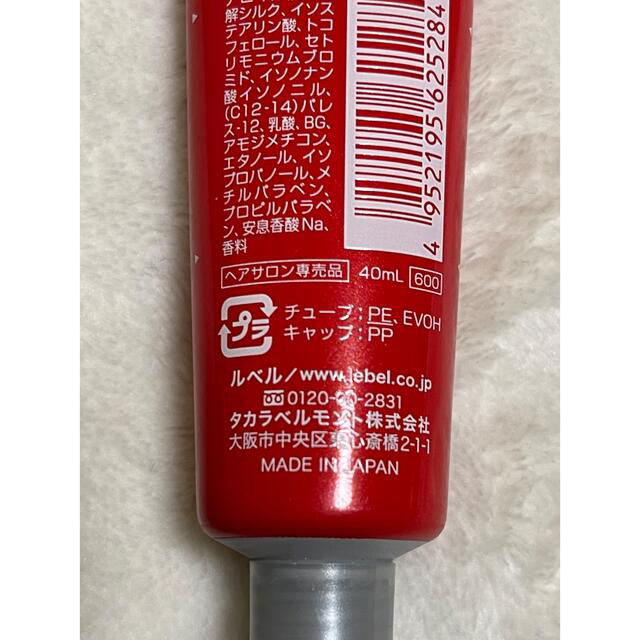 解シルク、イソス
テアリン酸、トコ
フェロール、セト
リモニウムブロ
ミド、イソノナン
酸イソノニル、
(C12-14)パレ
ス-12、乳酸、BG、
アモジメチコン、
エタノール、イソ
プロパノール、メ
チルパラベン、
プロピルパラベ
ン、安息香酸Na、
香料
4 952195 625284
ヘアサロン専売品 40mL 600
プラ チューブ:PE、EVOH
キャップ:PP
ルベル/www.lebel.co.jp
0120-00-2831
タカラベルモント株式会社
大阪市中央区東心斎橋2-1-1
MADE IN JAPAN